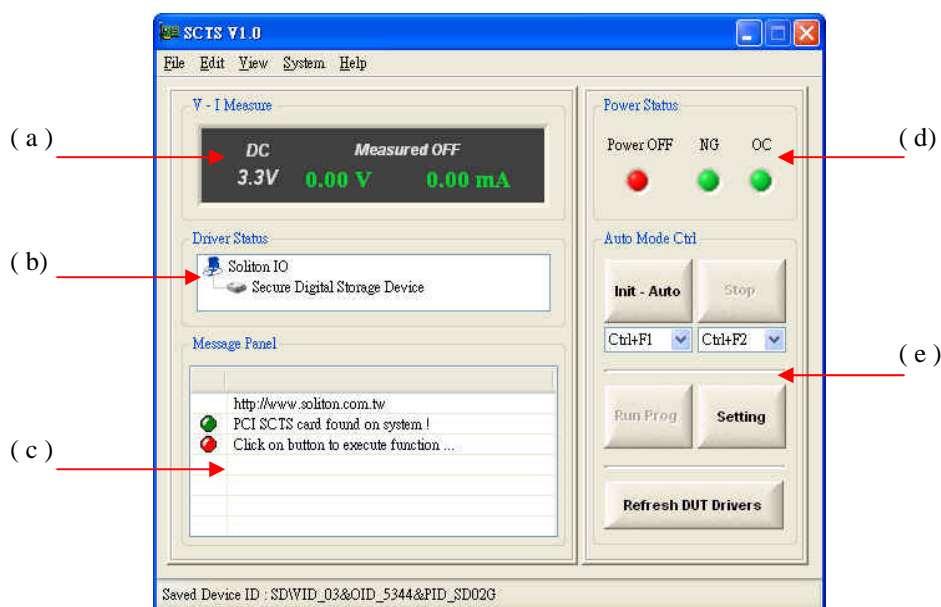 SCTS V1.0
File Edit View System Help
V - I Measure
DC Measured OFF
3.3V 0.00 V 0.00 mA
Driver Status
Soliton IO
Secure Digital Storage Device
Message Panel
http://www.soliton.com.tw
PCI SCTS card found on system !
Click on button to execute function ...
Power Status
Power OFF NG OC
Auto Mode Ctrl
Init - Auto Stop
Ctrl+F1 Ctrl+F2
Run Prog Setting
Refresh DUT Drivers
Saved Device ID : SD\VID_03&OID_5344&PID_SD02G
( a )
( b)
( c )
( d)
( e )